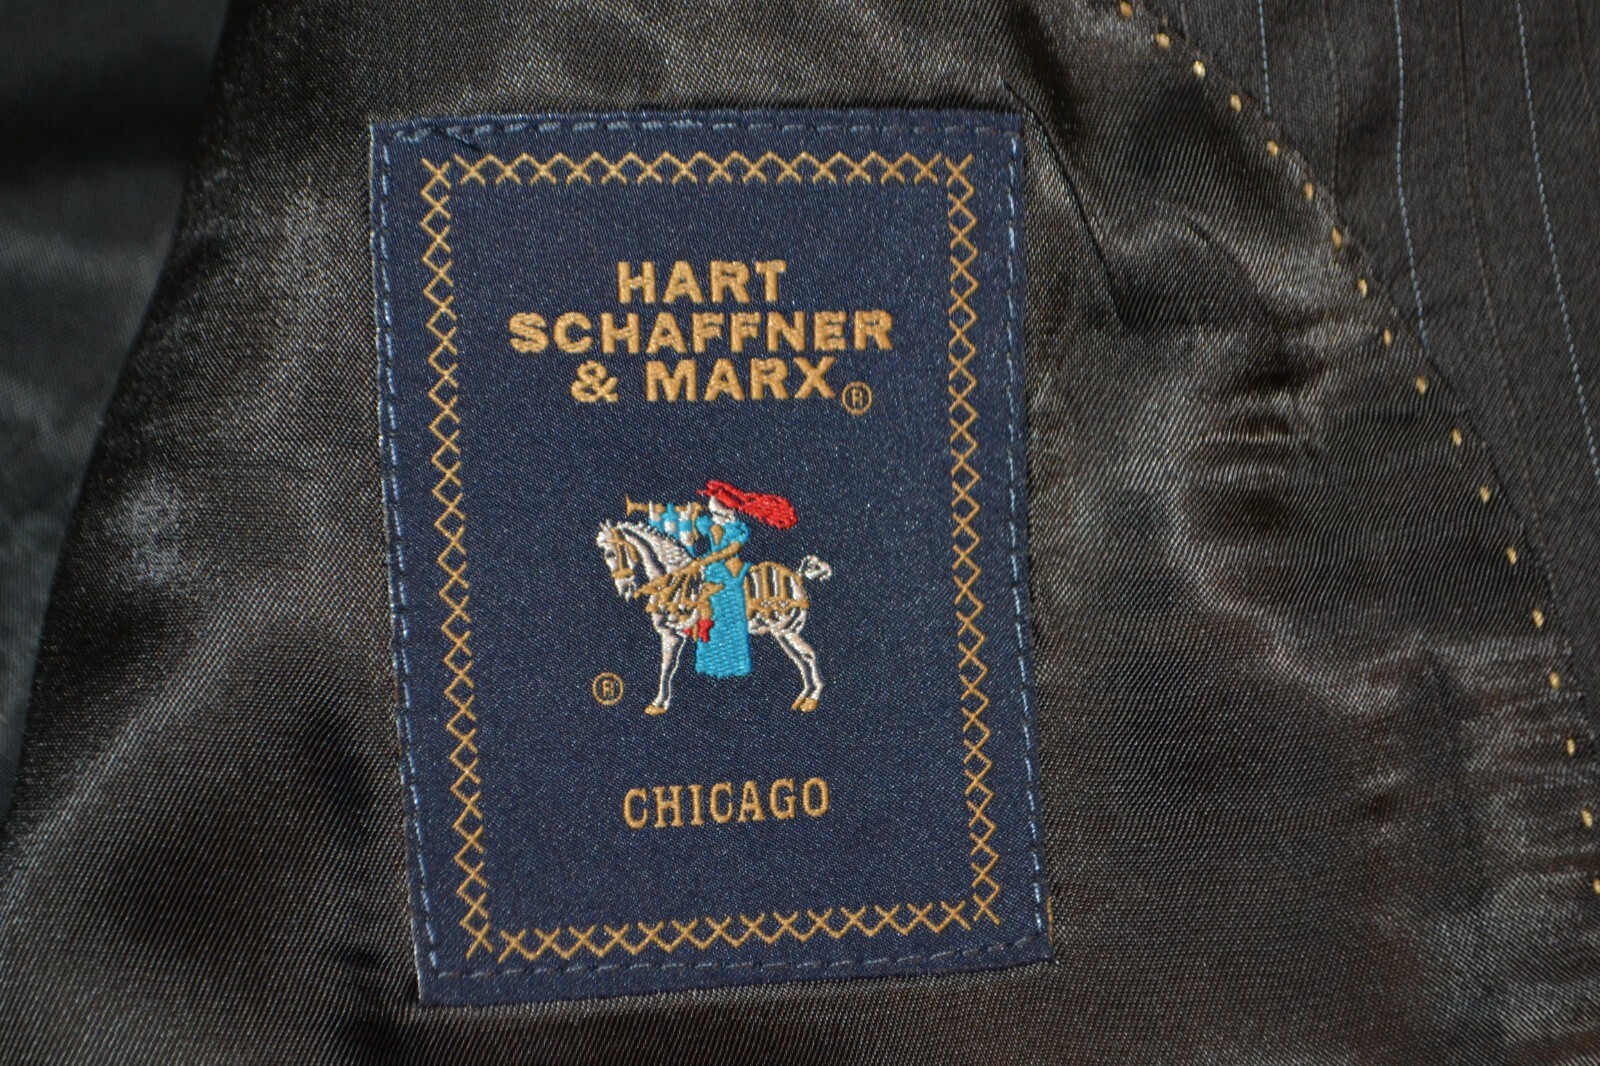 HART
SCHAFFNER
& MARX®
®
CHICAGO